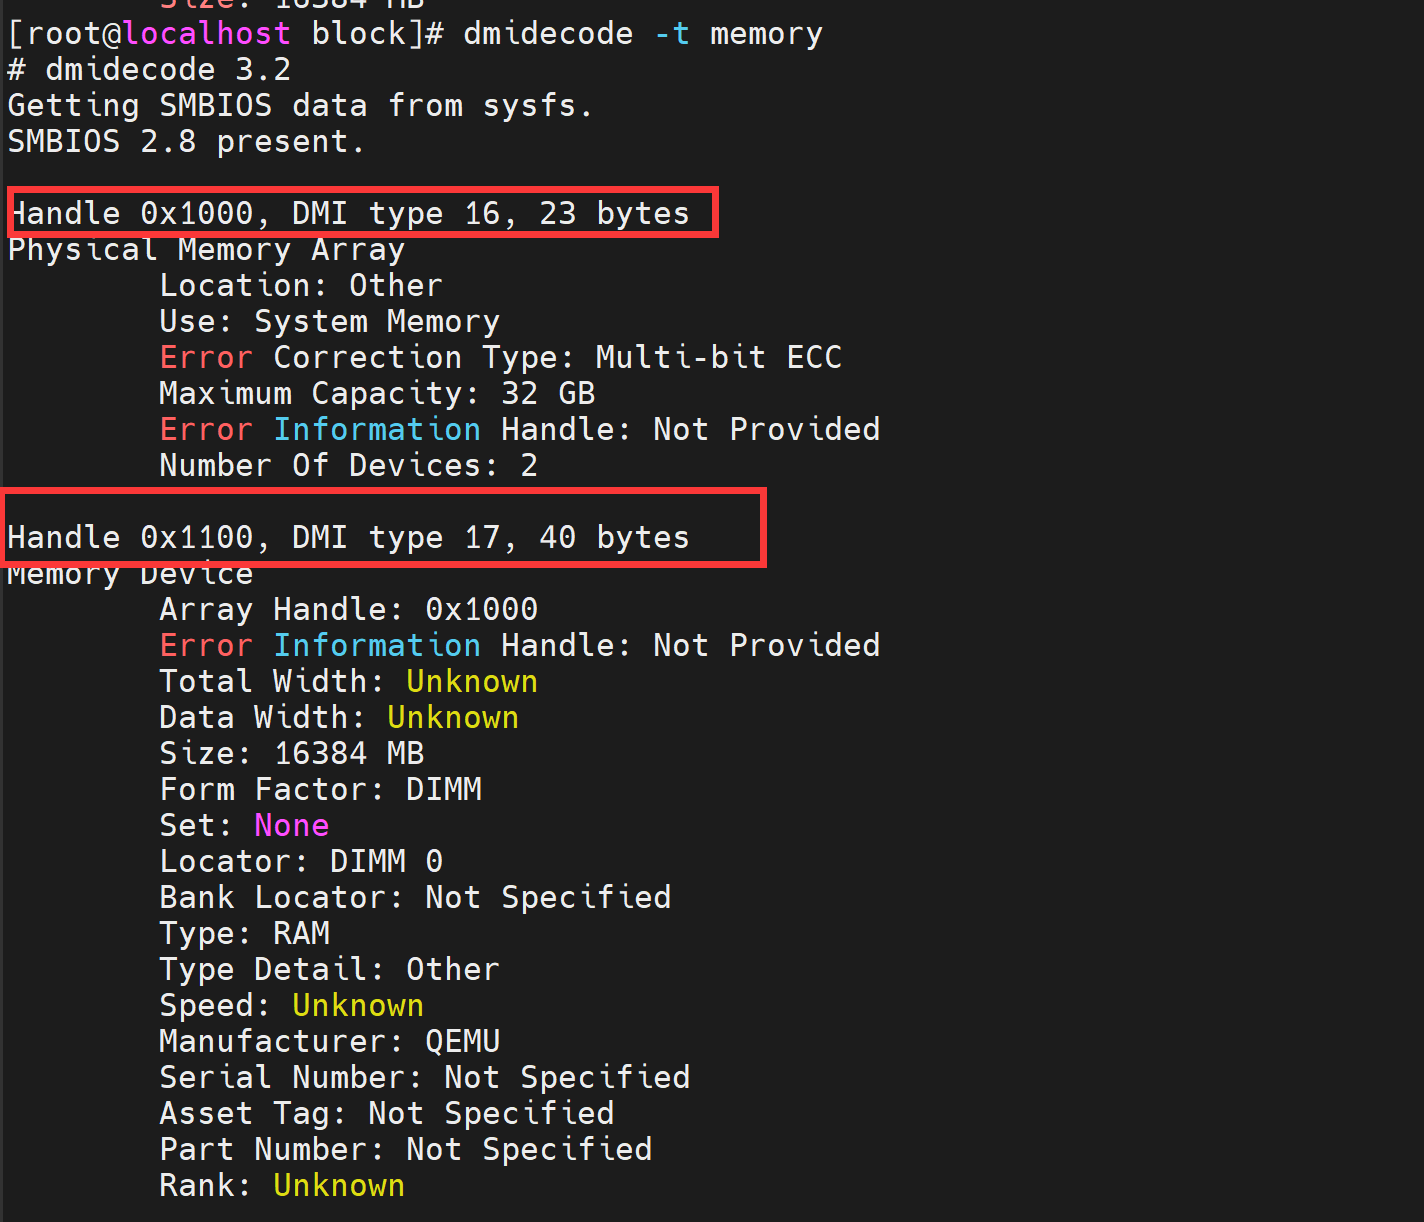 Size: 16384 MB
[root@localhost block]# dmidecode -t memory
# dmidecode 3.2
Getting SMBIOS data from sysfs.
SMBIOS 2.8 present.
Handle 0x1000, DMI type 16, 23 bytes
Physical Memory Array
Location: Other
Use: System Memory
Error Correction Type: Multi-bit ECC
Maximum Capacity: 32 GB
Error Information Handle: Not Provided
Number Of Devices: 2
Handle 0x1100, DMI type 17, 40 bytes
Memory Device
Array Handle: 0x1000
Error Information Handle: Not Provided
Total Width: Unknown
Data Width: Unknown
Size: 16384 MB
Form Factor: DIMM
Set: None
Locator: DIMM 0
Bank Locator: Not Specified
Type: RAM
Type Detail: Other
Speed: Unknown
Manufacturer: QEMU
Serial Number: Not Specified
Asset Tag: Not Specified
Part Number: Not Specified
Rank: Unknown